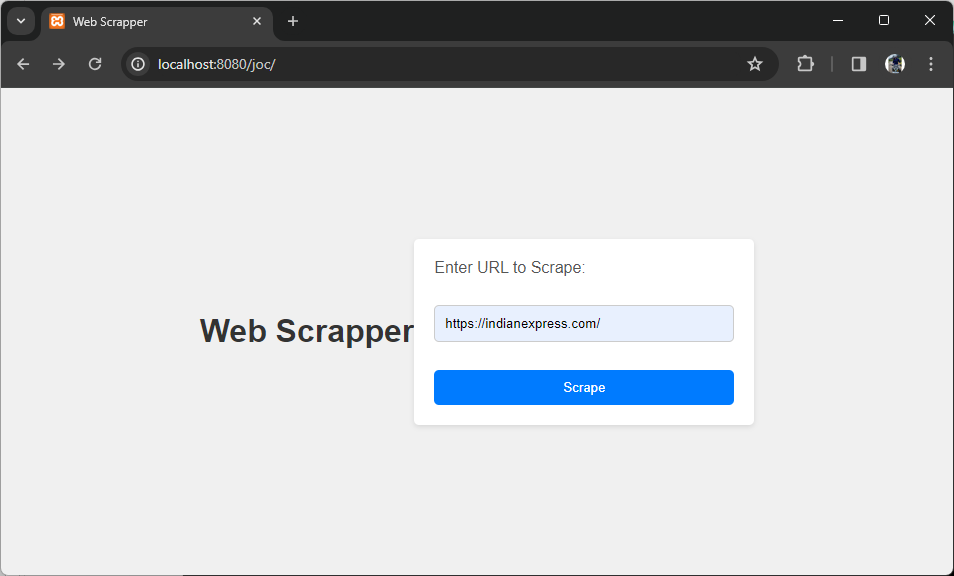 Web Scrapper
localhost:8080/joc/
Enter URL to Scrape:
https://indianexpress.com/
Web Scrapper
Scrape